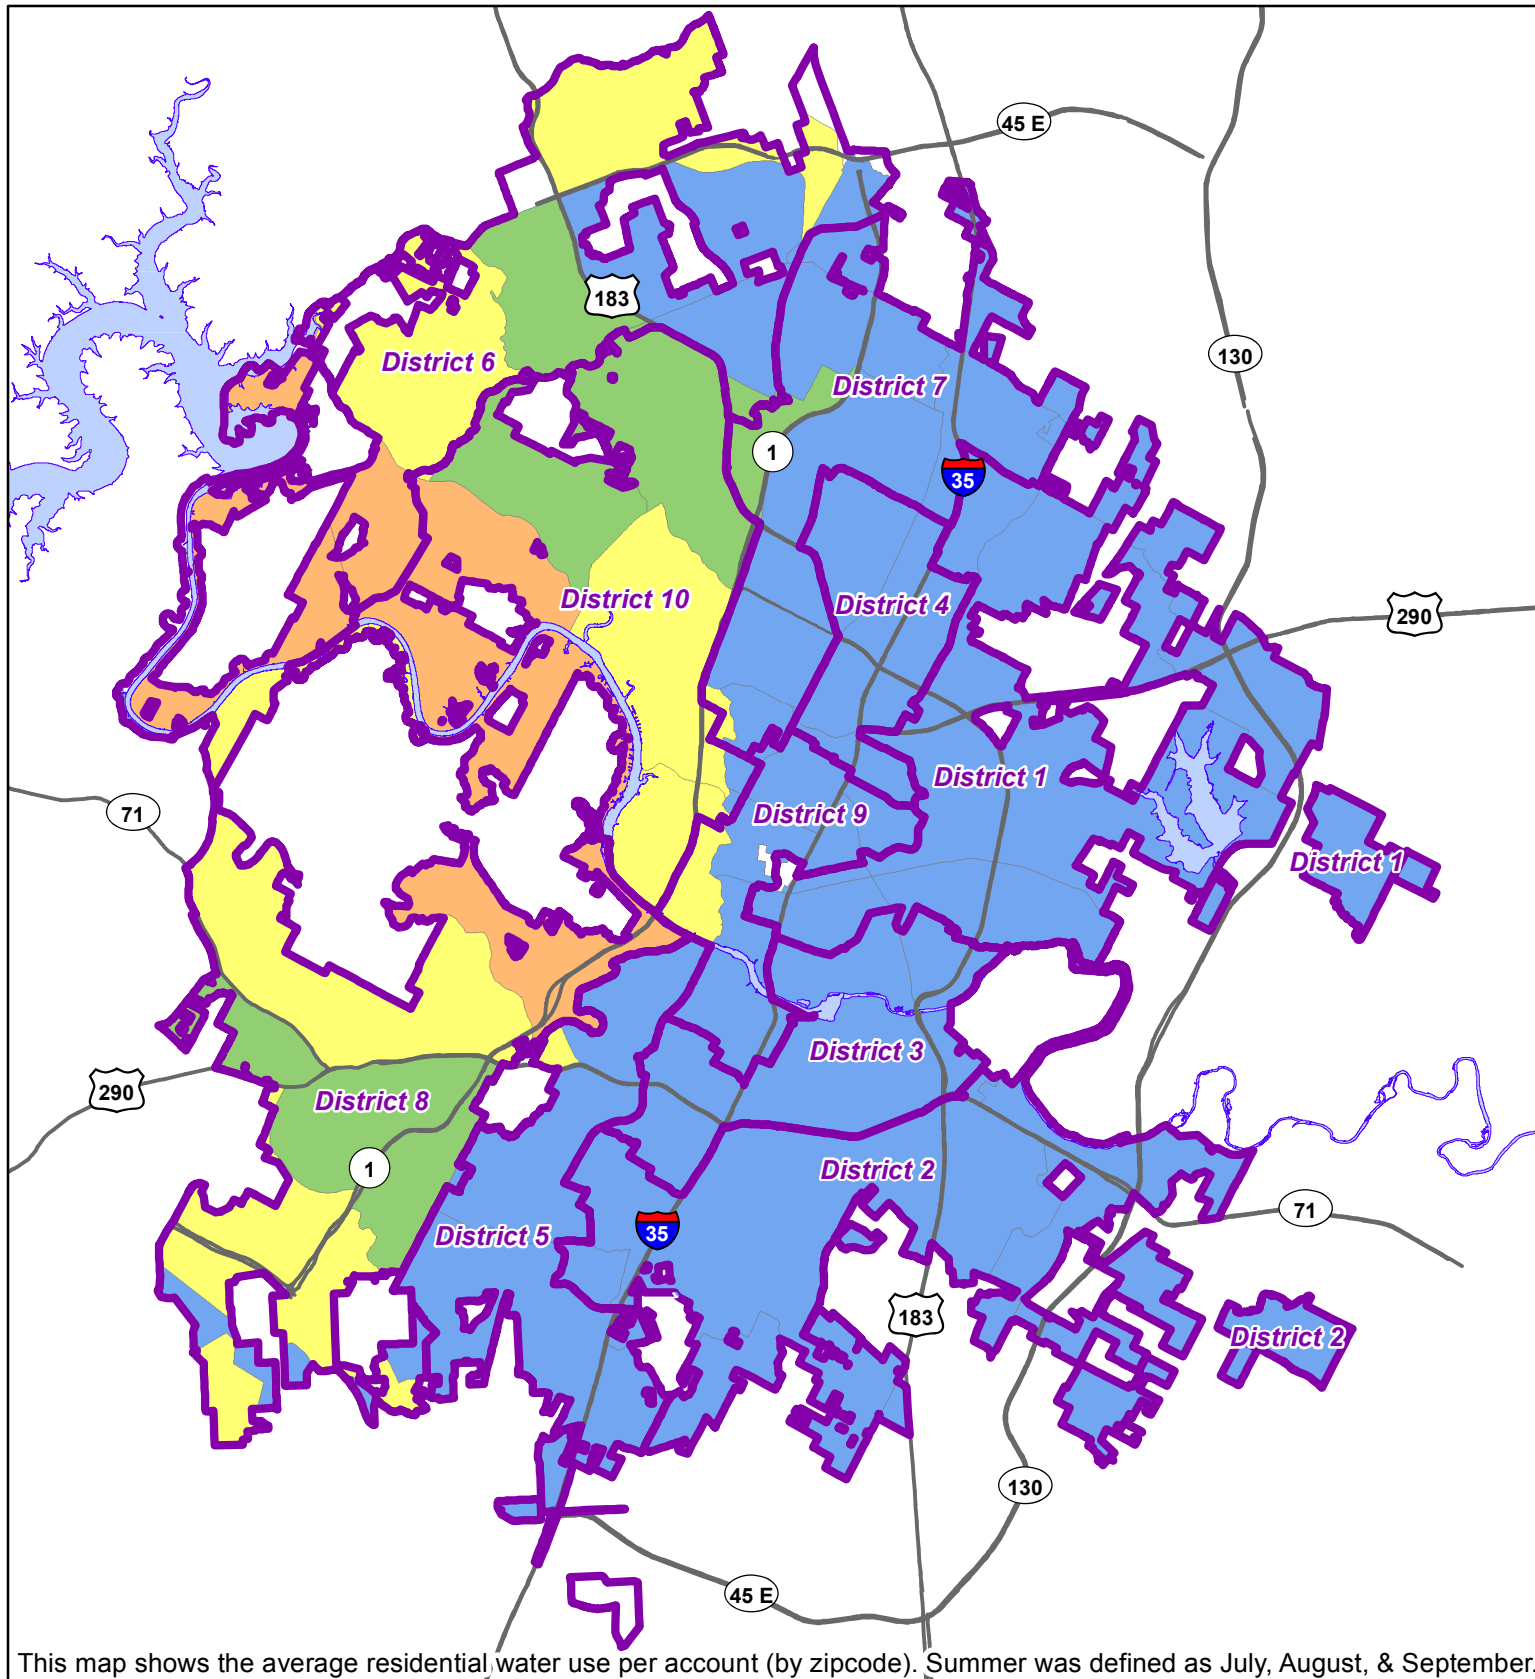 45 E
183
130
District 6
District 7
1
35
District 10
District 4
290
District 1
71
District 9
District 1
District 3
290
District 8
1
District 2
71
District 5
35
183
District 2
130
45 E
This map shows the average residential water use per account (by zipcode). Summer was defined as July, August, & September